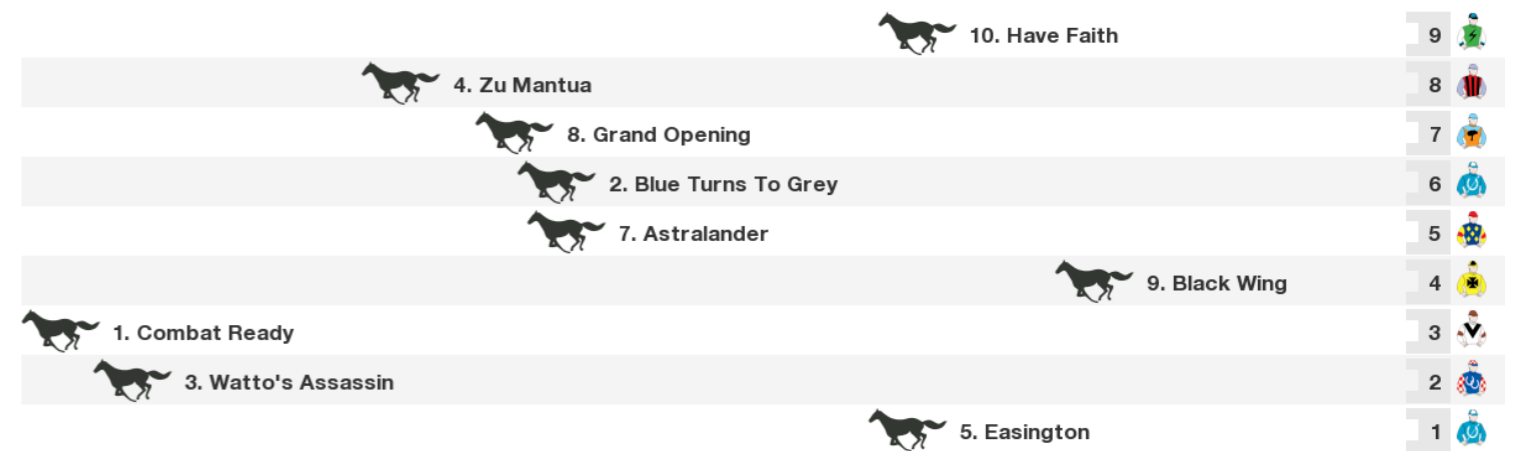 10. Have Faith 9
4. Zu Mantua 8
8. Grand Opening 7
2. Blue Turns To Grey 6
7. Astralander 5
9. Black Wing 4
1. Combat Ready 3
3. Watto's Assassin 2
5. Easington 1